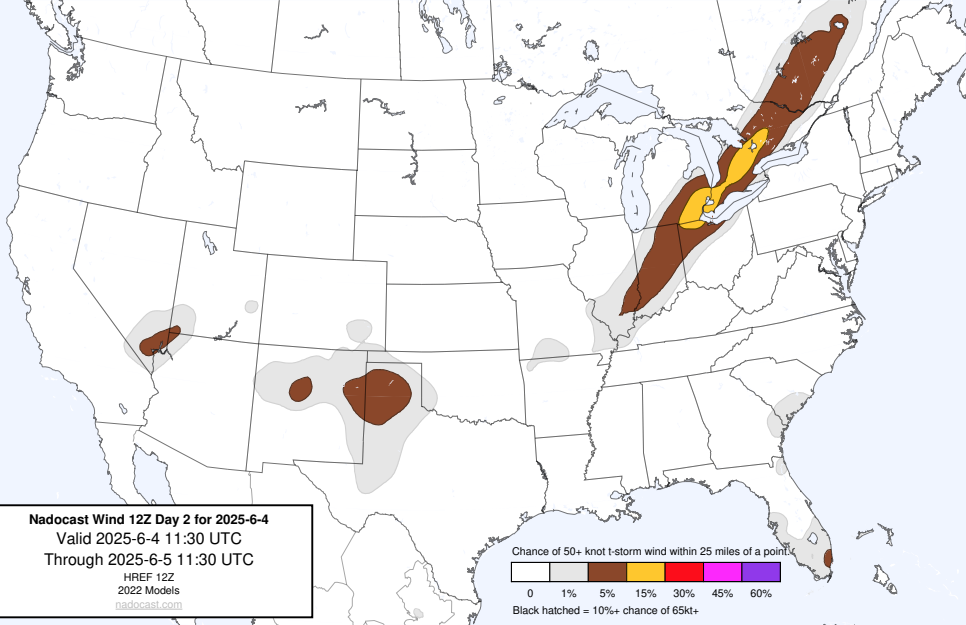 Nadocast Wind 12Z Day 2 for 2025-6-4
Valid 2025-6-4 11:30 UTC
Through 2025-6-5 11:30 UTC
HREF 12Z
2022 Models
nadocast.com
Chance of 50+ knot t-storm wind within 25 miles of a point.
0 1% 5% 15% 30% 45% 60%
Black hatched = 10%+ chance of 65kt+